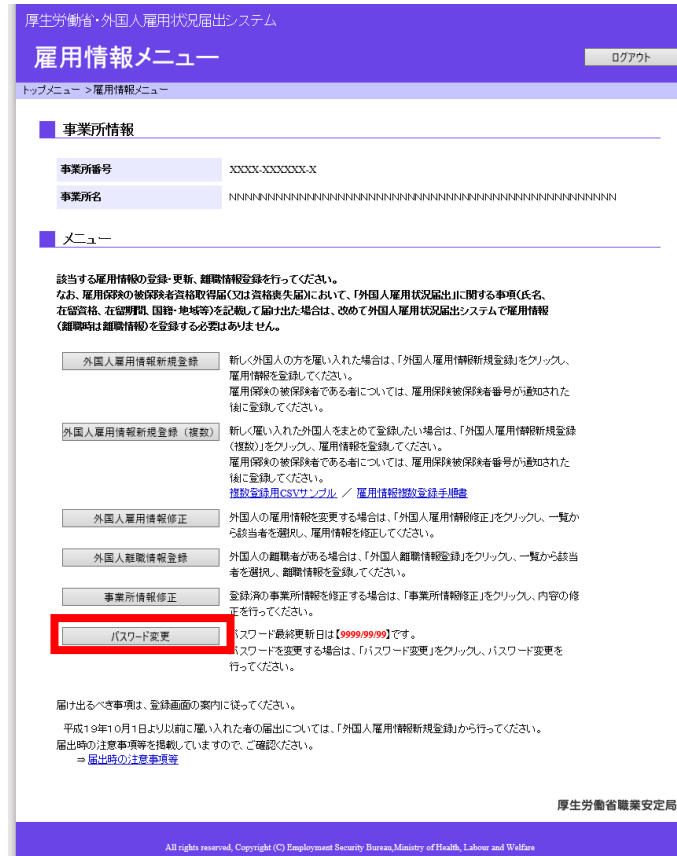 厚生労働省・外国人雇用状況届出システム
雇用情報メニュー
ログアウト
トップメニュー >雇用情報メニュー
事業所情報
事業所番号 XXXX-XXXXXX-X
事業所名 NNNNNNNNNNNNNNNNNNNNNNNNNNNNNNNNNNNNNNNNNNNNNNNNNN
メニュー
該当する雇用情報の登録・更新、離職情報登録を行ってください。
なお、雇用保険の被保険者資格取得届(又は資格喪失届)において、「外国人雇用状況届出」に関する事項(氏名、
在留資格、在留期間、国籍・地域等)を記載して届け出た場合は、改めて外国人雇用状況届出システムで雇用情報
(離職時は離職情報)を登録する必要はありません。
外国人雇用情報新規登録
新しく外国人の方を雇い入れた場合は、「外国人雇用情報新規登録」をクリックし、
雇用情報を登録してください。
雇用保険の被保険者である者については、雇用保険被保険者番号が通知された
後に登録してください。
外国人雇用情報新規登録（複数）
新しく雇い入れた外国人をまとめて登録したい場合は、「外国人雇用情報新規登録
(複数)」をクリックし、雇用情報を登録してください。
雇用保険の被保険者である者については、雇用保険被保険者番号が通知された
後に登録してください。
複数登録用CSVサンプル ／ 雇用情報複数登録手順書
外国人雇用情報修正
外国人の雇用情報を変更する場合は、「外国人雇用情報修正」をクリックし、一覧か
ら該当者を選択し、雇用情報を修正してください。
外国人離職情報登録
外国人の離職者がある場合は、「外国人離職情報登録」をクリックし、一覧から該当
者を選択し、離職情報を登録してください。
事業所情報修正
登録済の事業所情報を修正する場合は、「事業所情報修正」をクリックし、内容の修
正を行ってください。
パスワード変更
パスワード最終更新日は【9999/99/99】です。
パスワードを変更する場合は、「パスワード変更」をクリックし、パスワード変更を
行ってください。
届け出るべき事項は、登録画面の案内に従ってください。
平成19年10月1日より以前に雇い入れた者の届出については、「外国人雇用情報新規登録」から行ってください。
届出時の注意事項等を掲載していますので、ご確認ください。
⇒ 届出時の注意事項等
厚生労働省職業安定局
All rights reserved, Copyright (C) Employment Security Bureau,Ministry of Health, Labour and Welfare